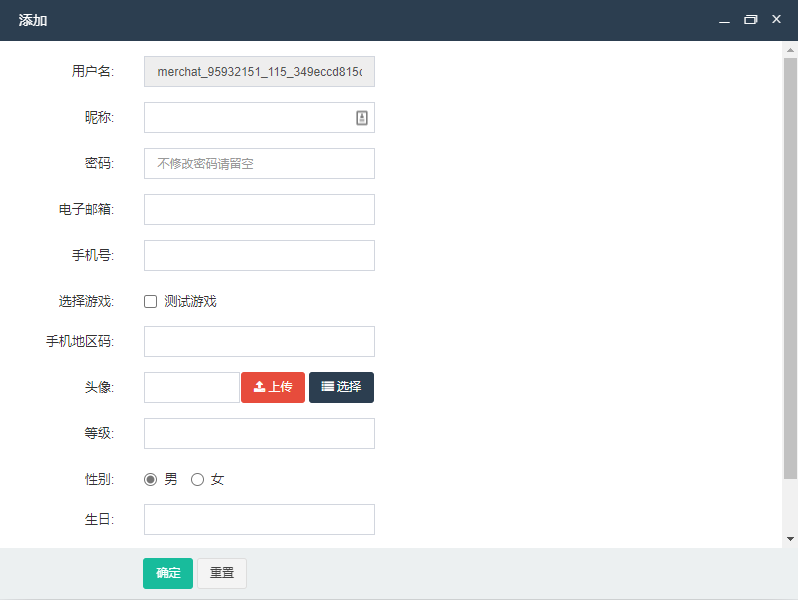 添加
用户名: merchat_95932151_115_349eccd815c
昵称:
密码: 不修改密码请留空
电子邮箱:
手机号:
选择游戏: 测试游戏
手机地区码:
头像: 上传 选择
等级:
性别: 男 女
生日:
确定 重置